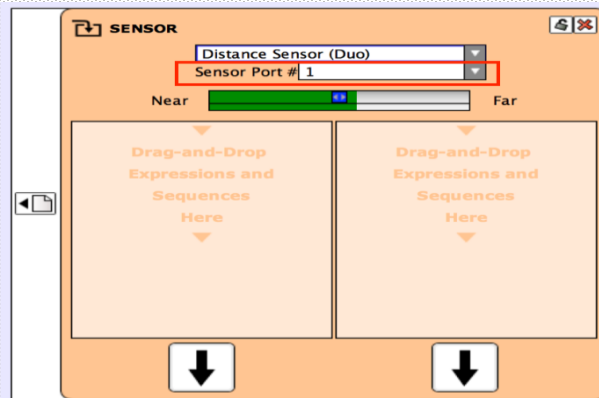 SENSOR
Distance Sensor (Duo)
Sensor Port # 1
Near Far
Drag-and-Drop
Expressions and
Sequences
Here
Drag-and-Drop
Expressions and
Sequences
Here